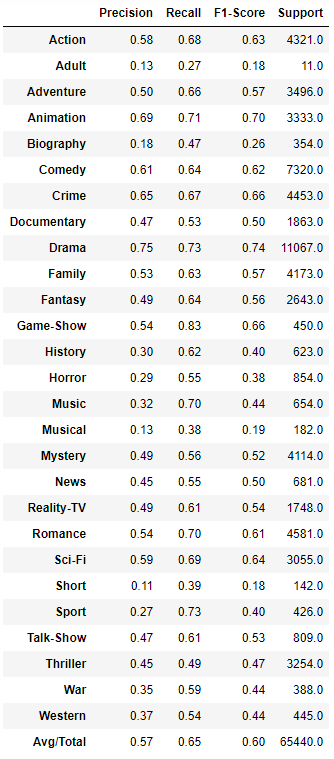 Precision Recall F1-Score Support
Action 0.58 0.68 0.63 4321.0
Adult 0.13 0.27 0.18 11.0
Adventure 0.50 0.66 0.57 3496.0
Animation 0.69 0.71 0.70 3333.0
Biography 0.18 0.47 0.26 354.0
Comedy 0.61 0.64 0.62 7320.0
Crime 0.65 0.67 0.66 4453.0
Documentary 0.47 0.53 0.50 1863.0
Drama 0.75 0.73 0.74 11067.0
Family 0.53 0.63 0.57 4173.0
Fantasy 0.49 0.64 0.56 2643.0
Game-Show 0.54 0.83 0.66 450.0
History 0.30 0.62 0.40 623.0
Horror 0.29 0.55 0.38 854.0
Music 0.32 0.70 0.44 654.0
Musical 0.13 0.38 0.19 182.0
Mystery 0.49 0.56 0.52 4114.0
News 0.45 0.55 0.50 681.0
Reality-TV 0.49 0.61 0.54 1748.0
Romance 0.54 0.70 0.61 4581.0
Sci-Fi 0.59 0.69 0.64 3055.0
Short 0.11 0.39 0.18 142.0
Sport 0.27 0.73 0.40 426.0
Talk-Show 0.47 0.61 0.53 809.0
Thriller 0.45 0.49 0.47 3254.0
War 0.35 0.59 0.44 388.0
Western 0.37 0.54 0.44 445.0
Avg/Total 0.57 0.65 0.60 65440.0